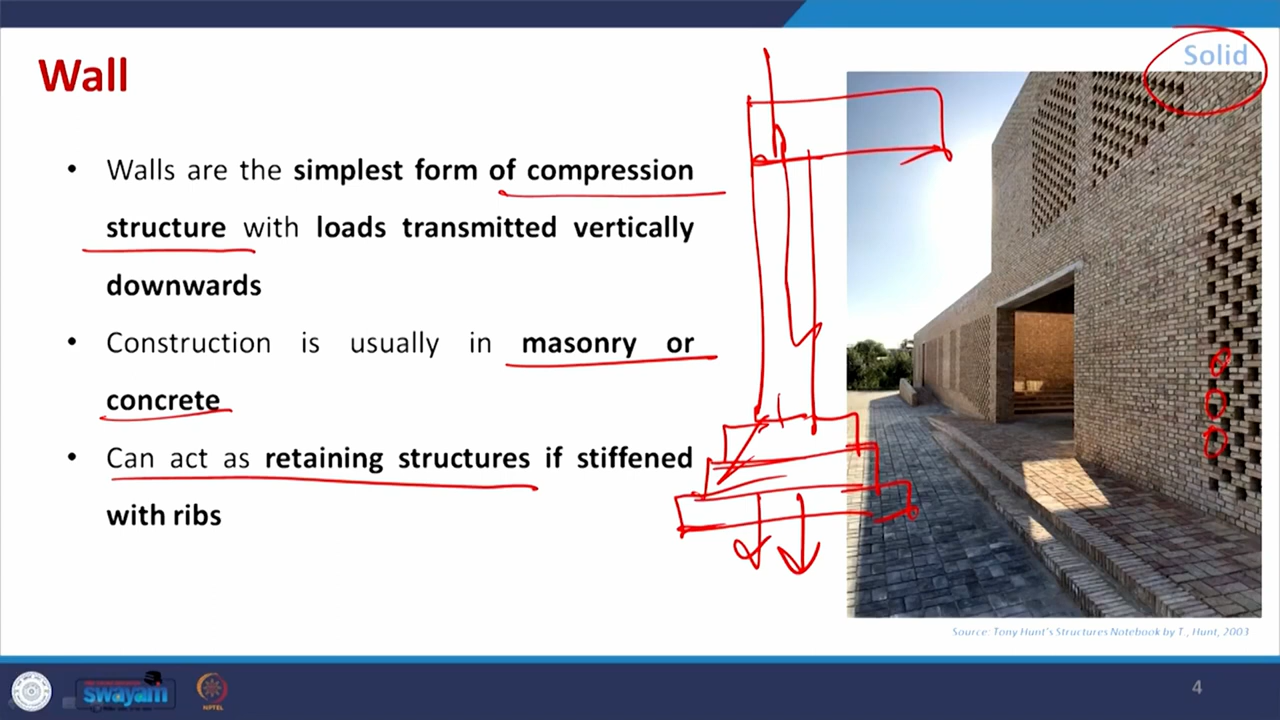 Solid
Wall
• Walls are the simplest form of compression
structure with loads transmitted vertically
downwards
• Construction is usually in masonry or
concrete
• Can act as retaining structures if stiffened
with ribs
Source: Tony Hunt's Structures Notebook by T., Hunt, 2003
swayam
NPTEL
4